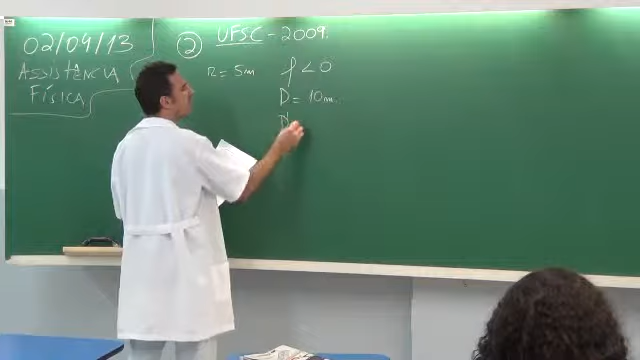 02/09/13
Assistência
Física
2 UFSC - 2009.
R = 5m
f < 0
D = 10m.